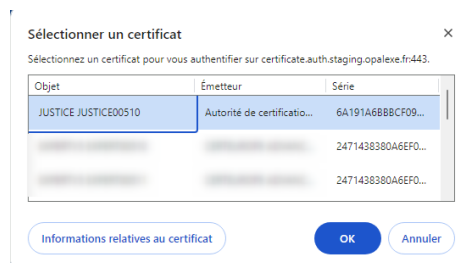 Sélectionner un certificat
Sélectionnez un certificat pour vous authentifier sur certificate.auth.staging.opalexe.fr:443.
Objet Émetteur Série
JUSTICE JUSTICE00510 Autorité de certificatio... 6A191A6BBBCF09...
2471438380A6EF0...
2471438380A6EF0...
Informations relatives au certificat OK Annuler